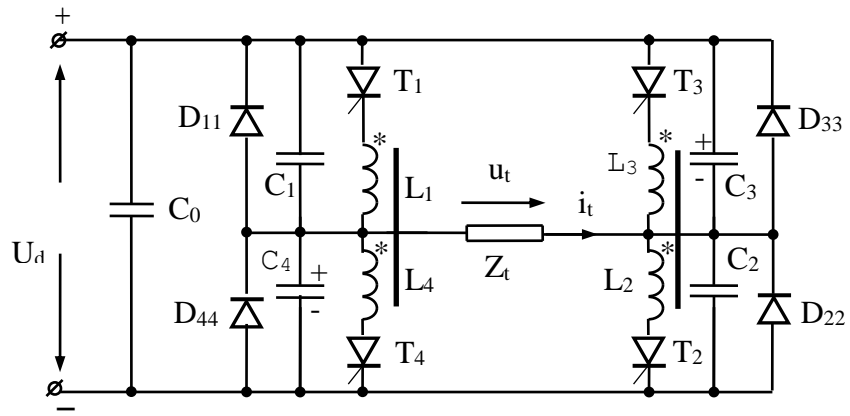 +
T1
T3
D11
*
*
D33
+
L3
C1
L1
ut
-
C3
C0
it
Ud
C4
*
*
C2
+
Zt
L2
L4
-
D44
D22
T4
T2
−